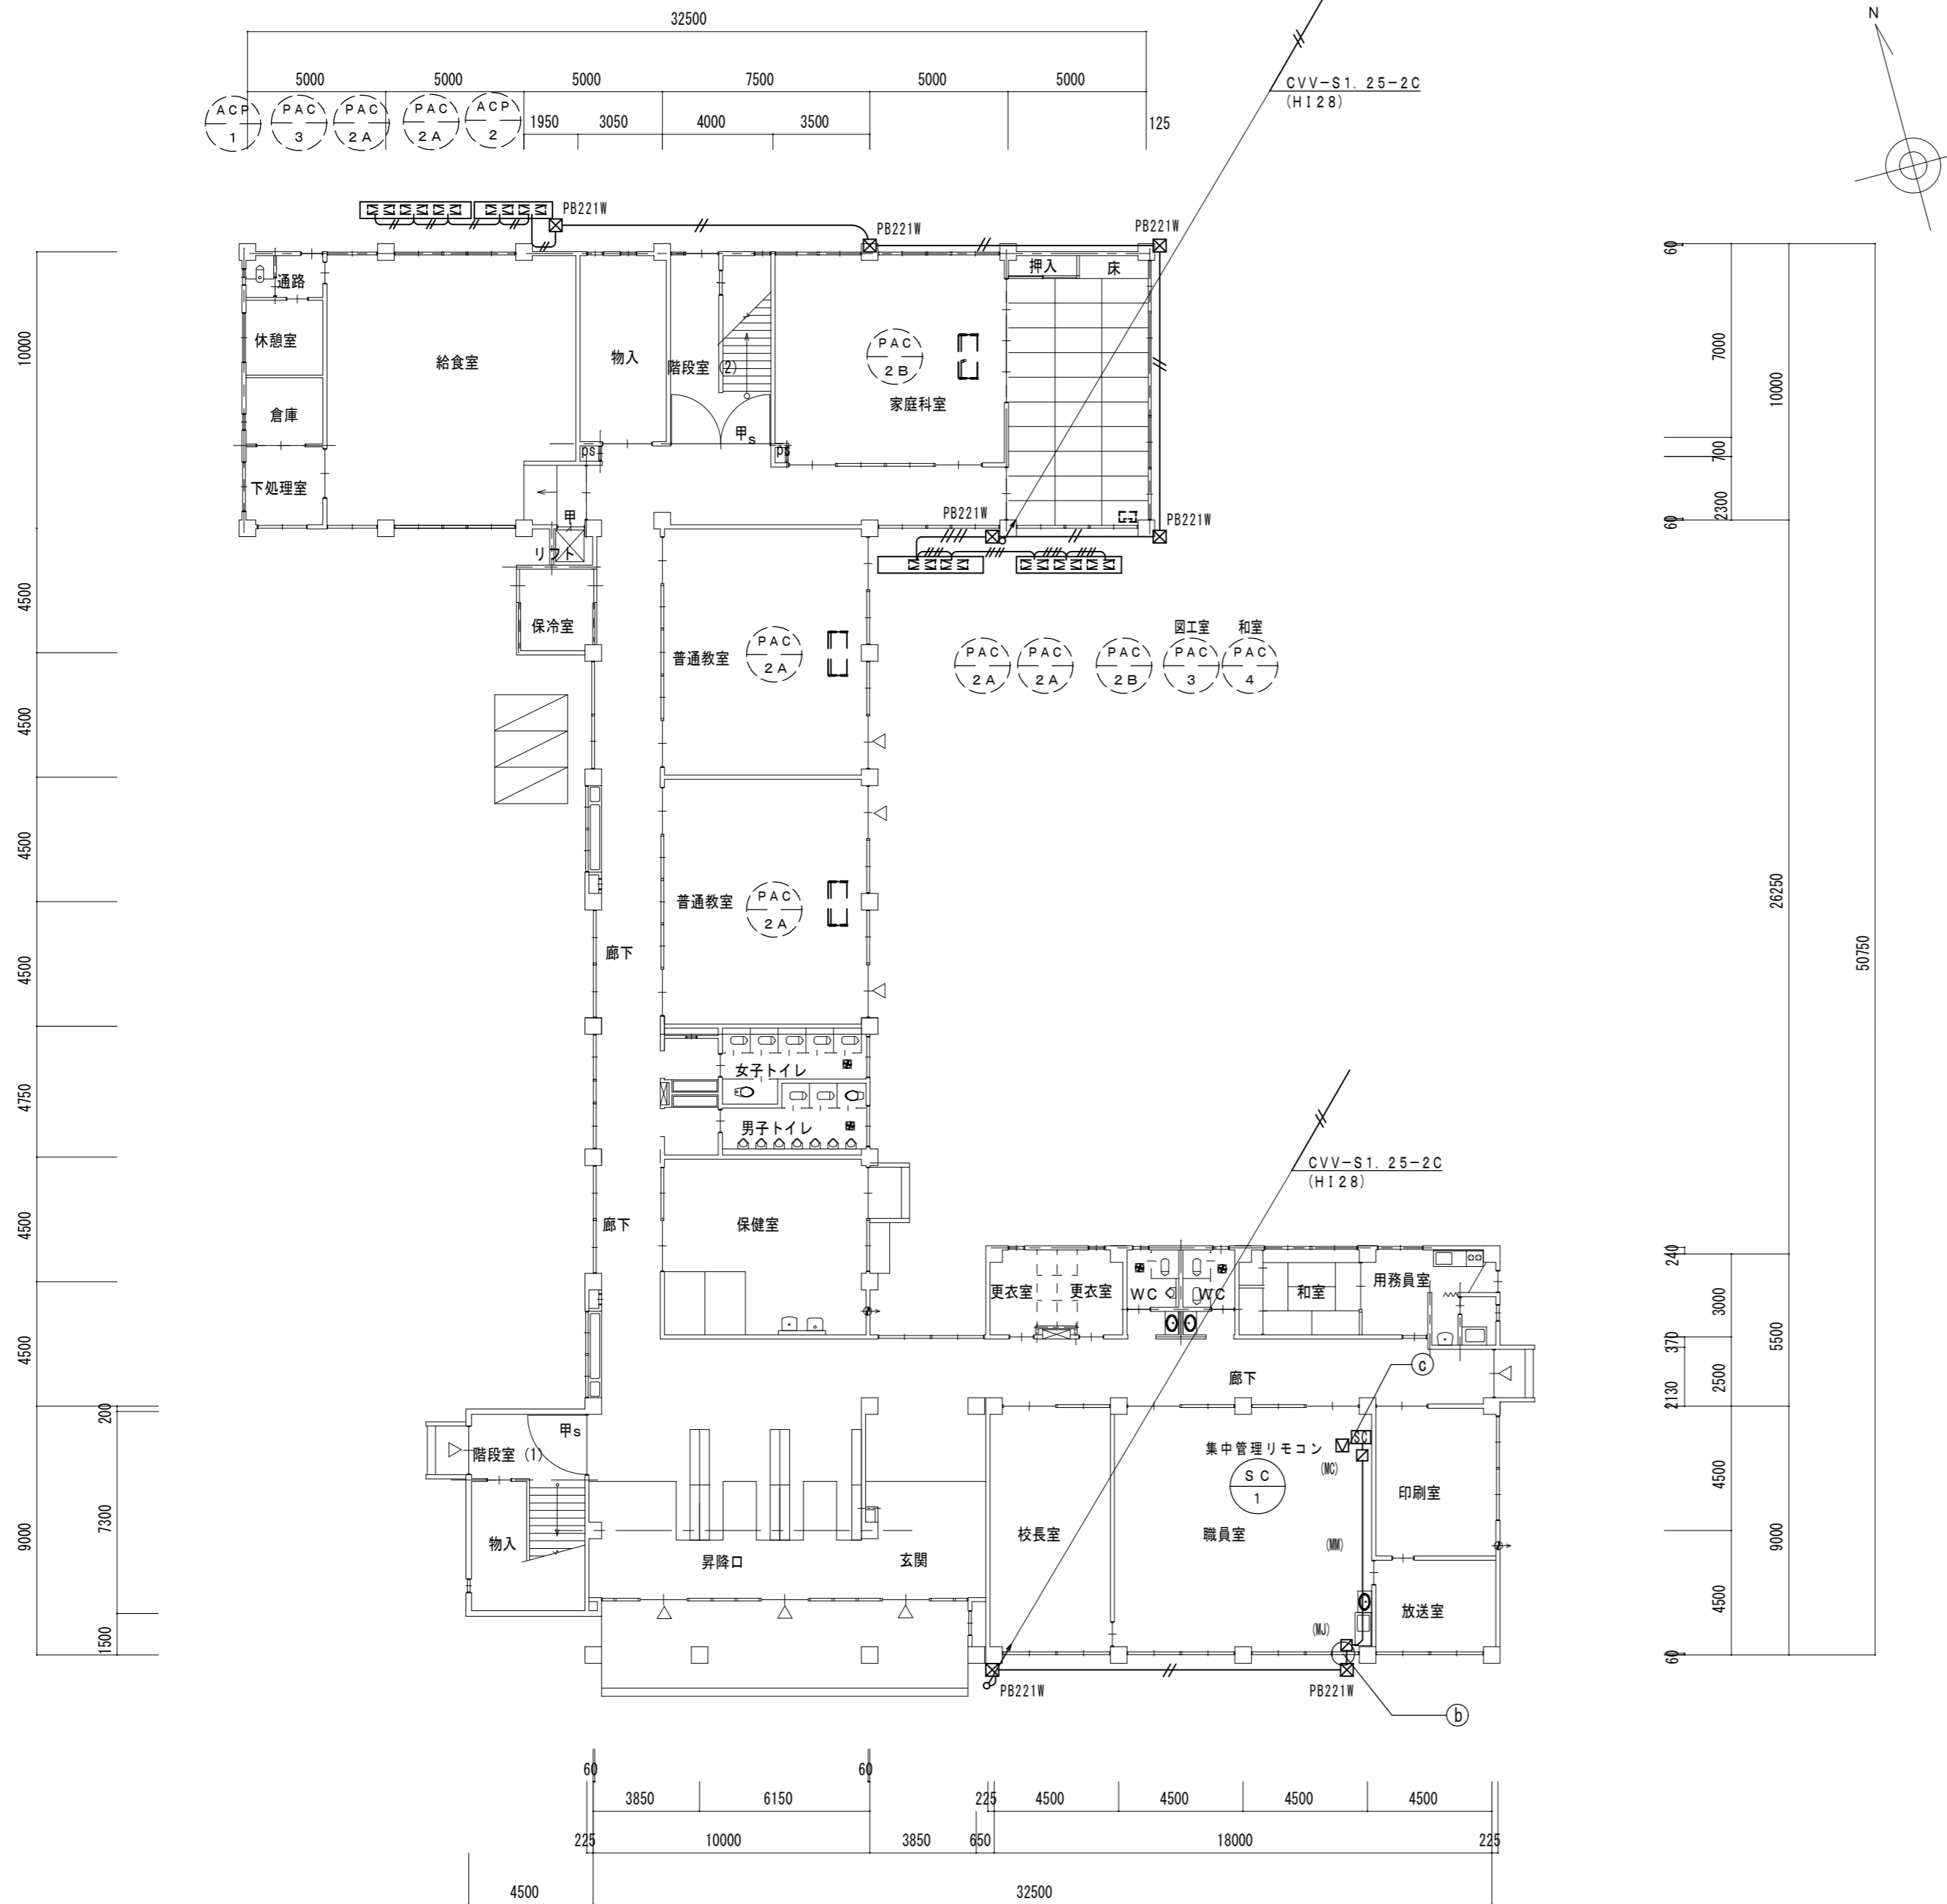 32500
N
5000 5000 5000 7500 5000 5000
CVV-S1.25-2C
(HI28)
ACP
1
PAC
3
PAC
2A
PAC
2A
ACP
2
1950 3050 4000 3500
125
PB221W
PB221W
PB221W
通路
休憩室
給食室
倉庫
下処理室
物入
階段室 (2)
甲s
ps
ps
PAC
2B
家庭科室
押入
床
10000
60
7000
10000
700
2300
60
甲
リフト
保冷室
PB221W
PB221W
普通教室
PAC
2A
図工室
和室
PAC
2A
PAC
2A
PAC
2B
PAC
3
PAC
4
4500
4500
4500
4500
4750
4500
4500
普通教室
PAC
2A
廊下
26250
50750
女子トイレ
男子トイレ
CVV-S1.25-2C
(HI28)
廊下
保健室
更衣室
更衣室
WC
WC
和室
用務員室
240
3000
5500
370
2500
2130
廊下
c
200
7300
9000
1500
階段室 (1)
甲s
物入
昇降口
玄関
校長室
職員室
集中管理リモコン
SC
(MC)
SC
1
(MM)
(MJ)
印刷室
放送室
4500
9000
4500
60
PB221W
PB221W
b
60 60
3850 6150 225 4500 4500 4500 4500
225 10000 3850 650 18000 225
4500 32500